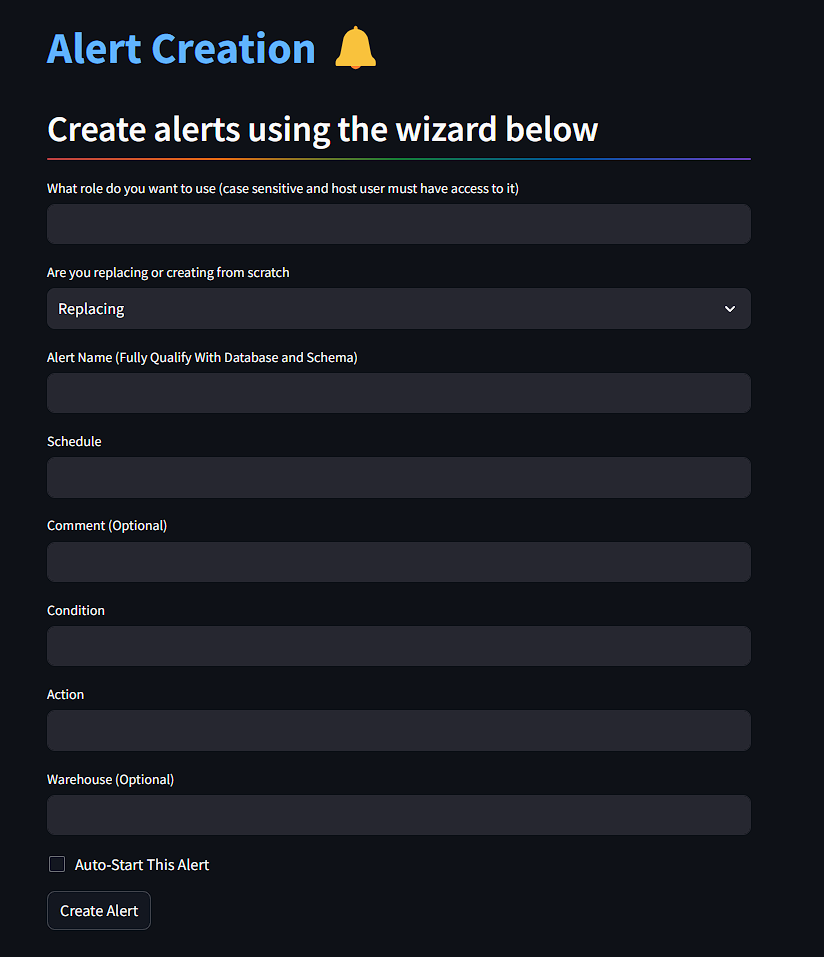 Alert Creation
Create alerts using the wizard below
What role do you want to use (case sensitive and host user must have access to it)
Are you replacing or creating from scratch
Replacing
Alert Name (Fully Qualify With Database and Schema)
Schedule
Comment (Optional)
Condition
Action
Warehouse (Optional)
Auto-Start This Alert
Create Alert